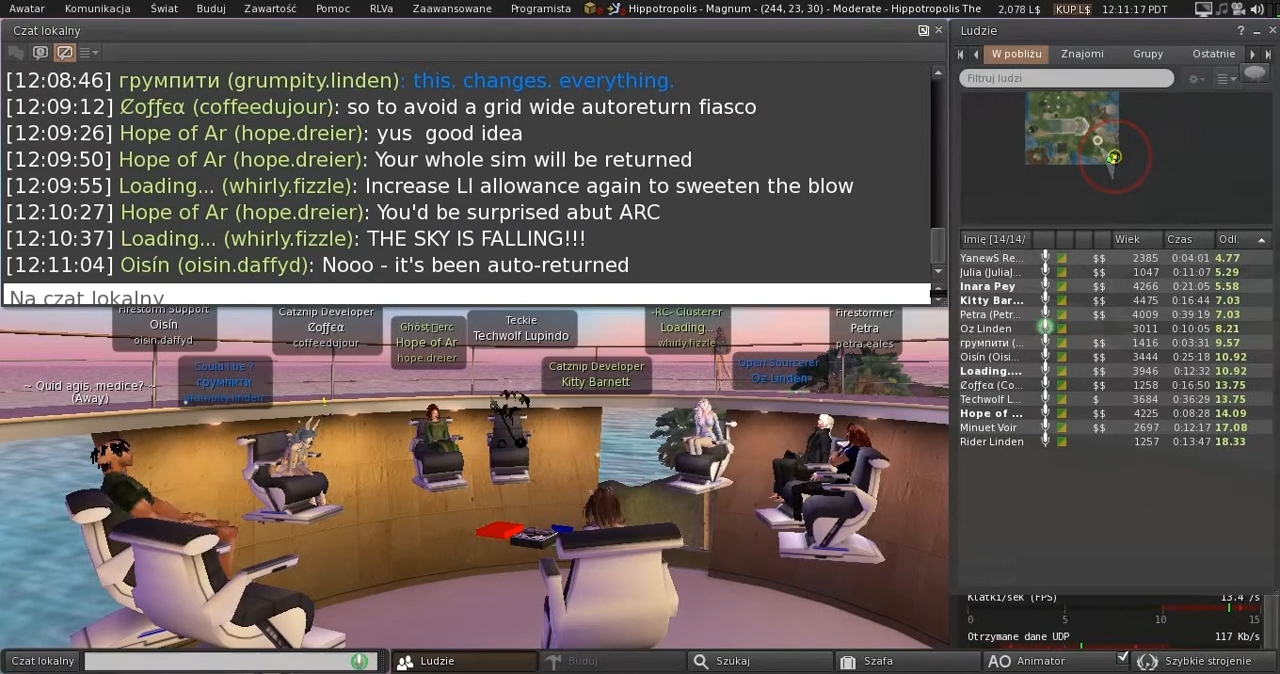 Awatar Komunikacja Świat Buduj Zawartość Pomoc RLVa Zaawansowane Programista Hippotropolis - Magnum - (244, 23, 30) - Moderate - Hippotropolis The 2,078 L$ KUP L$ 12:11:17 PDT
Czat lokalny
[12:08:46] грумпити (grumpity.linden): this. changes. everything.
[12:09:12] Ȼσƒƒєα (coffeedujour): so to avoid a grid wide autoreturn fiasco
[12:09:26] Hope of Ar (hope.dreier): yus good idea
[12:09:50] Hope of Ar (hope.dreier): Your whole sim will be returned
[12:09:55] Loading... (whirly.fizzle): Increase LI allowance again to sweeten the blow
[12:10:27] Hope of Ar (hope.dreier): You'd be surprised abut ARC
[12:10:37] Loading... (whirly.fizzle): THE SKY IS FALLING!!!
[12:11:04] Oisín (oisin.daffyd): Nooo - it's been auto-returned
Na czat lokalny
Firestorm Support
Oisín
oisin.daffyd
Catznip Developer
Ȼσƒƒєα
coffeedujour
Hope of Ar
hope.dreier
Teckie
Techwolf Lupindo
-RC- Clusterer
Loading...
whirly.fizzle
Firestormer
Petra
petra.eales
Could I be ?
грумпити
grumpity.linden
Catznip Developer
Kitty Barnett
Open Sourcerer
Oz Linden
~ Quid agis, medice? ~
(Away)
Ludzie
W pobliżu Znajomi Grupy Ostatnie
Filtruj ludzi
Imię [14/14/ Wiek Czas Odl.
YanewS Re... $$ 2385 0:04:01 4.77
Julia (JuliaJ... $$ 1047 0:11:07 5.29
Inara Pey $$ 4266 0:21:05 5.58
Kitty Bar... $$ 4475 0:16:44 7.03
Petra (Petr... $$ 4009 0:39:19 7.03
Oz Linden $$ 3011 0:10:05 8.21
грумпити (... $$ 1416 0:03:31 9.57
Oisín (Oisi... $$ 3444 0:25:18 10.92
Loading.... $$ 3946 0:12:32 10.92
Ȼσƒƒєα (Co... $$ 1258 0:16:50 13.75
Techwolf L... $ 3684 0:36:29 13.75
Hope of ... $$ 4225 0:08:28 14.09
Minuet Voir $$ 2697 0:12:17 17.08
Rider Linden 1257 0:13:47 18.33
Klatki/sek (FPS) 13.4 /s
0 5 10 15
Otrzymane dane UDP 117 Kb/s
Czat lokalny Ludzie Buduj Szukaj Szafa AO Animator Szybkie strojenie